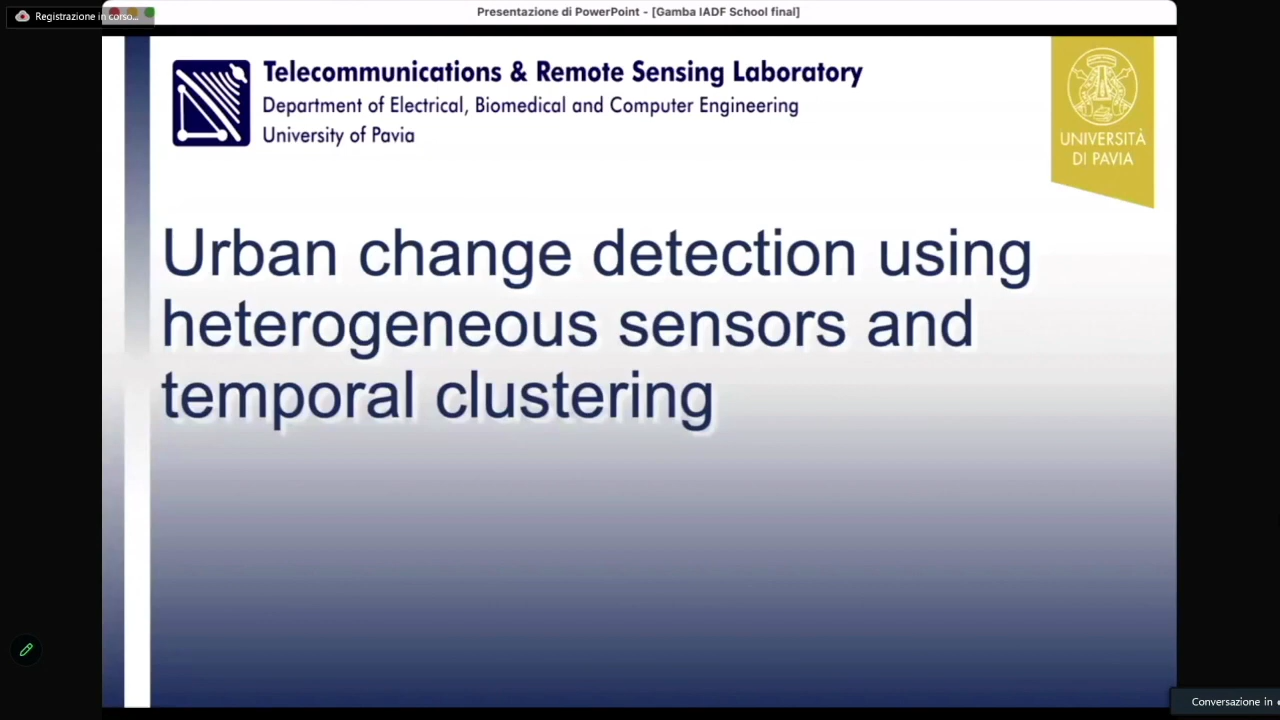 Presentazione di PowerPoint - [Gamba IADF School final]
Registrazione in corso...
Telecommunications & Remote Sensing Laboratory
Department of Electrical, Biomedical and Computer Engineering
University of Pavia
UNIVERSITÀ
DI PAVIA
Urban change detection using
heterogeneous sensors and
temporal clustering
Conversazione in